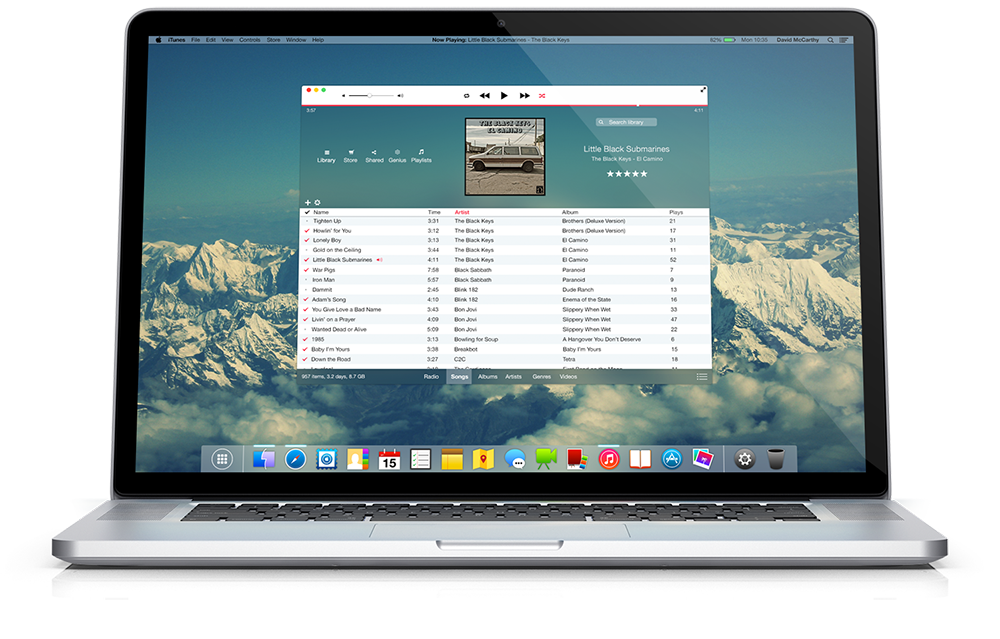 iTunes File Edit View Controls Store Window Help
Now Playing: Little Black Submarines - The Black Keys
82% Mon 10:35 David McCarthy
3:57 4:11
THE BLACK KEYS
EL CAMINO
Search library
Little Black Submarines
The Black Keys - El Camino
Library Store Shared Genius Playlists
Name Time Artist Album Plays
Tighten Up 3:31 The Black Keys Brothers (Deluxe Version) 21
Howlin' for You 3:12 The Black Keys Brothers (Deluxe Version) 17
Lonely Boy 3:13 The Black Keys El Camino 31
Gold on the Ceiling 3:44 The Black Keys El Camino 11
Little Black Submarines 4:11 The Black Keys El Camino 52
War Pigs 7:58 Black Sabbath Paranoid 7
Iron Man 5:57 Black Sabbath Paranoid 9
Dammit 2:45 Blink 182 Dude Ranch 13
Adam's Song 4:10 Blink 182 Enema of the State 16
You Give Love a Bad Name 3:43 Bon Jovi Slippery When Wet 33
Livin' on a Prayer 4:09 Bon Jovi Slippery When Wet 47
Wanted Dead or Alive 5:09 Bon Jovi Slippery When Wet 22
1985 3:13 Bowling for Soup A Hangover You Don't Deserve 6
Baby I'm Yours 3:38 Breakbot Baby I'm Yours 15
Down the Road 3:27 C2C Tetra 18
957 items, 3.2 days, 8.7 GB Radio Songs Albums Artists Genres Videos
15